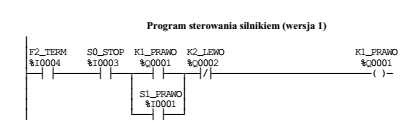 Program sterowania silnikiem (wersja 1)
F2_TERM S0_STOP K1_PRAWO K2_LEWO K1_PRAWO
%I0004 %I0003 %Q0001 %Q0002 %Q0001
S1_PRAWO
%I0001